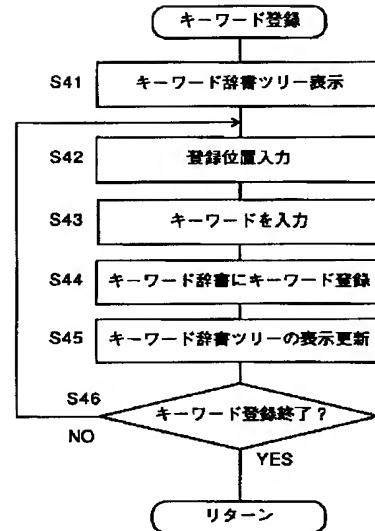 キーワード登録
S41
キーワード辞書ツリー表示
S42
登録位置入力
S43
キーワードを入力
S44
キーワード辞書にキーワード登録
S45
キーワード辞書ツリーの表示更新
S46
キーワード登録終了？
NO
YES
リターン